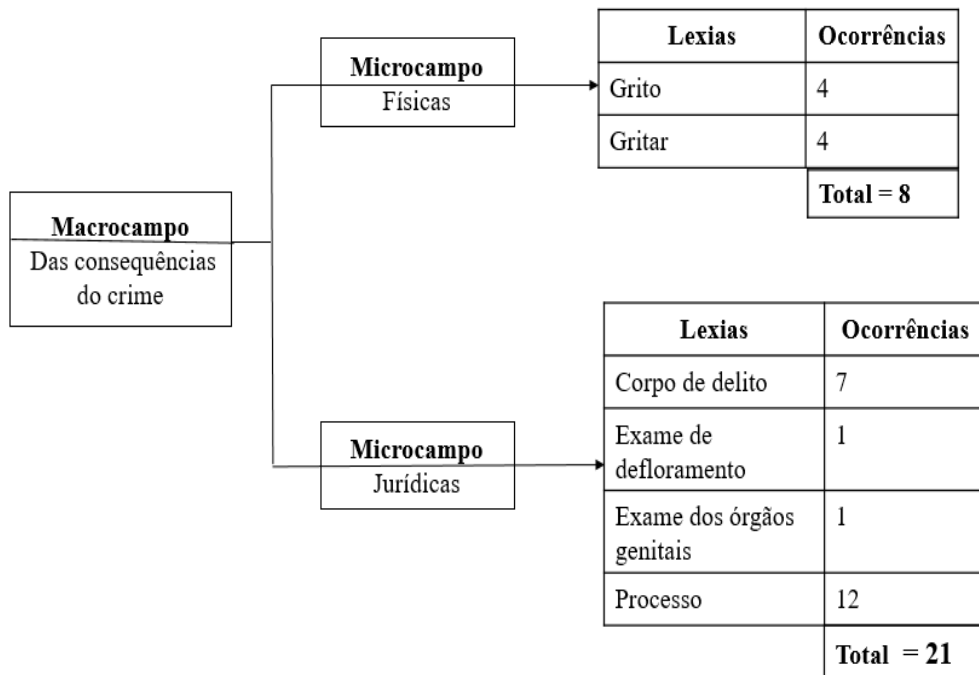 Macrocampo
Das consequências
do crime
Microcampo
Físicas
Lexias Ocorrências
Grito 4
Gritar 4
Total = 8
Microcampo
Jurídicas
Lexias Ocorrências
Corpo de delito 7
Exame de 1
defloramento
Exame dos órgãos 1
genitais
Processo 12
Total = 21